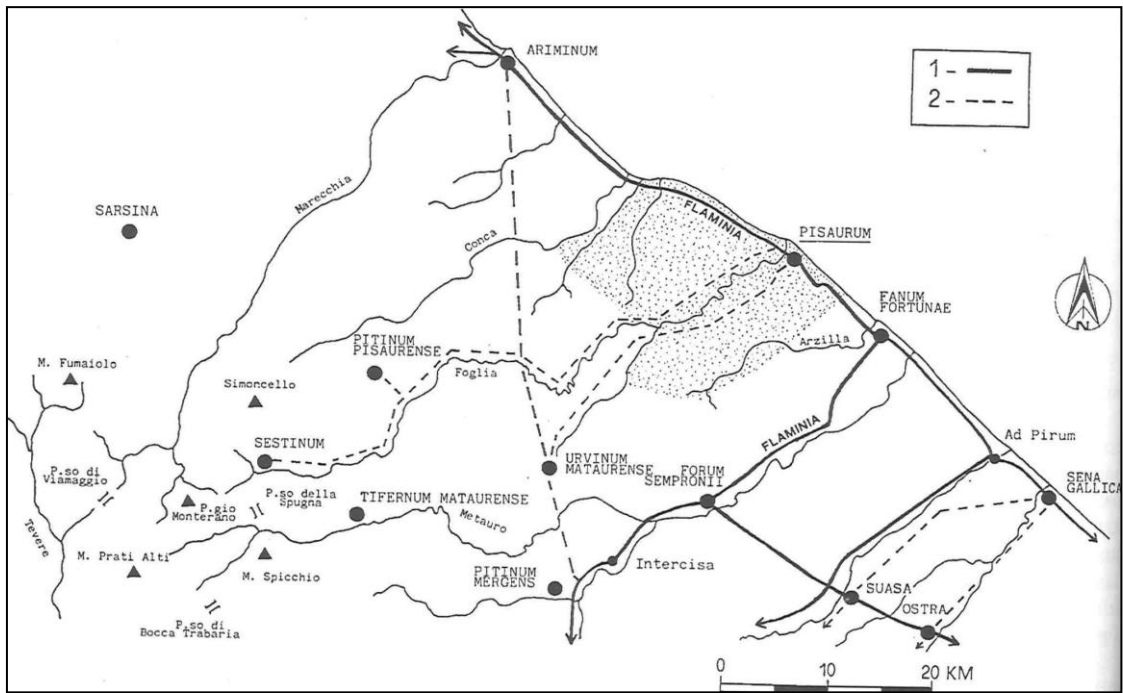 ARIMINUM
1-
2-
Marecchia
SARSINA
FLAMINIA
PISAURUM
Conca
FANUM
FORTUNAE
PITINUM
PISAURENSE
Arzilla
M. Fumaiolo
Foglia
Simoncello
N
FLAMINIA
Ad Pirum
SESTINUM
URVINUM
MATAURENSE
FORUM
SEMPRONII
SENA
GALLICA
P.so di
Viamaggio
P.so della
Spugna
TIFERNUM MATAURENSE
P.gio
Monterano
Metauro
Tevere
M. Prati Alti
M. Spicchio
Intercisa
PITINUM
MERGENS
SUASA
OSTRA
P.so di
Bocca Trabaria
0 10 20 KM